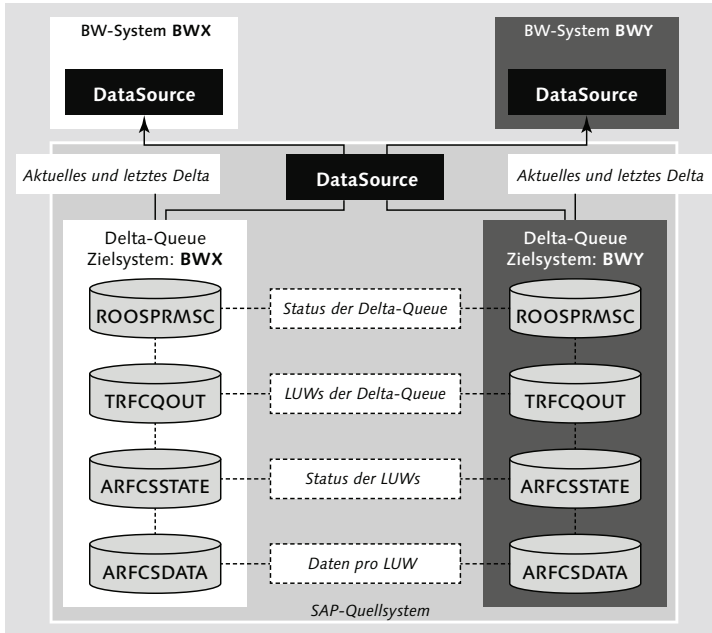 BW-System BWX
BW-System BWY
DataSource
DataSource
Aktuelles und letztes Delta
DataSource
Aktuelles und letztes Delta
Delta-Queue
Zielsystem: BWX
Delta-Queue
Zielsystem: BWY
ROOSPRMSC
Status der Delta-Queue
ROOSPRMSC
TRFCQOUT
LUWs der Delta-Queue
TRFCQOUT
ARFCSSTATE
Status der LUWs
ARFCSSTATE
ARFCSDATA
Daten pro LUW
ARFCSDATA
SAP-Quellsystem